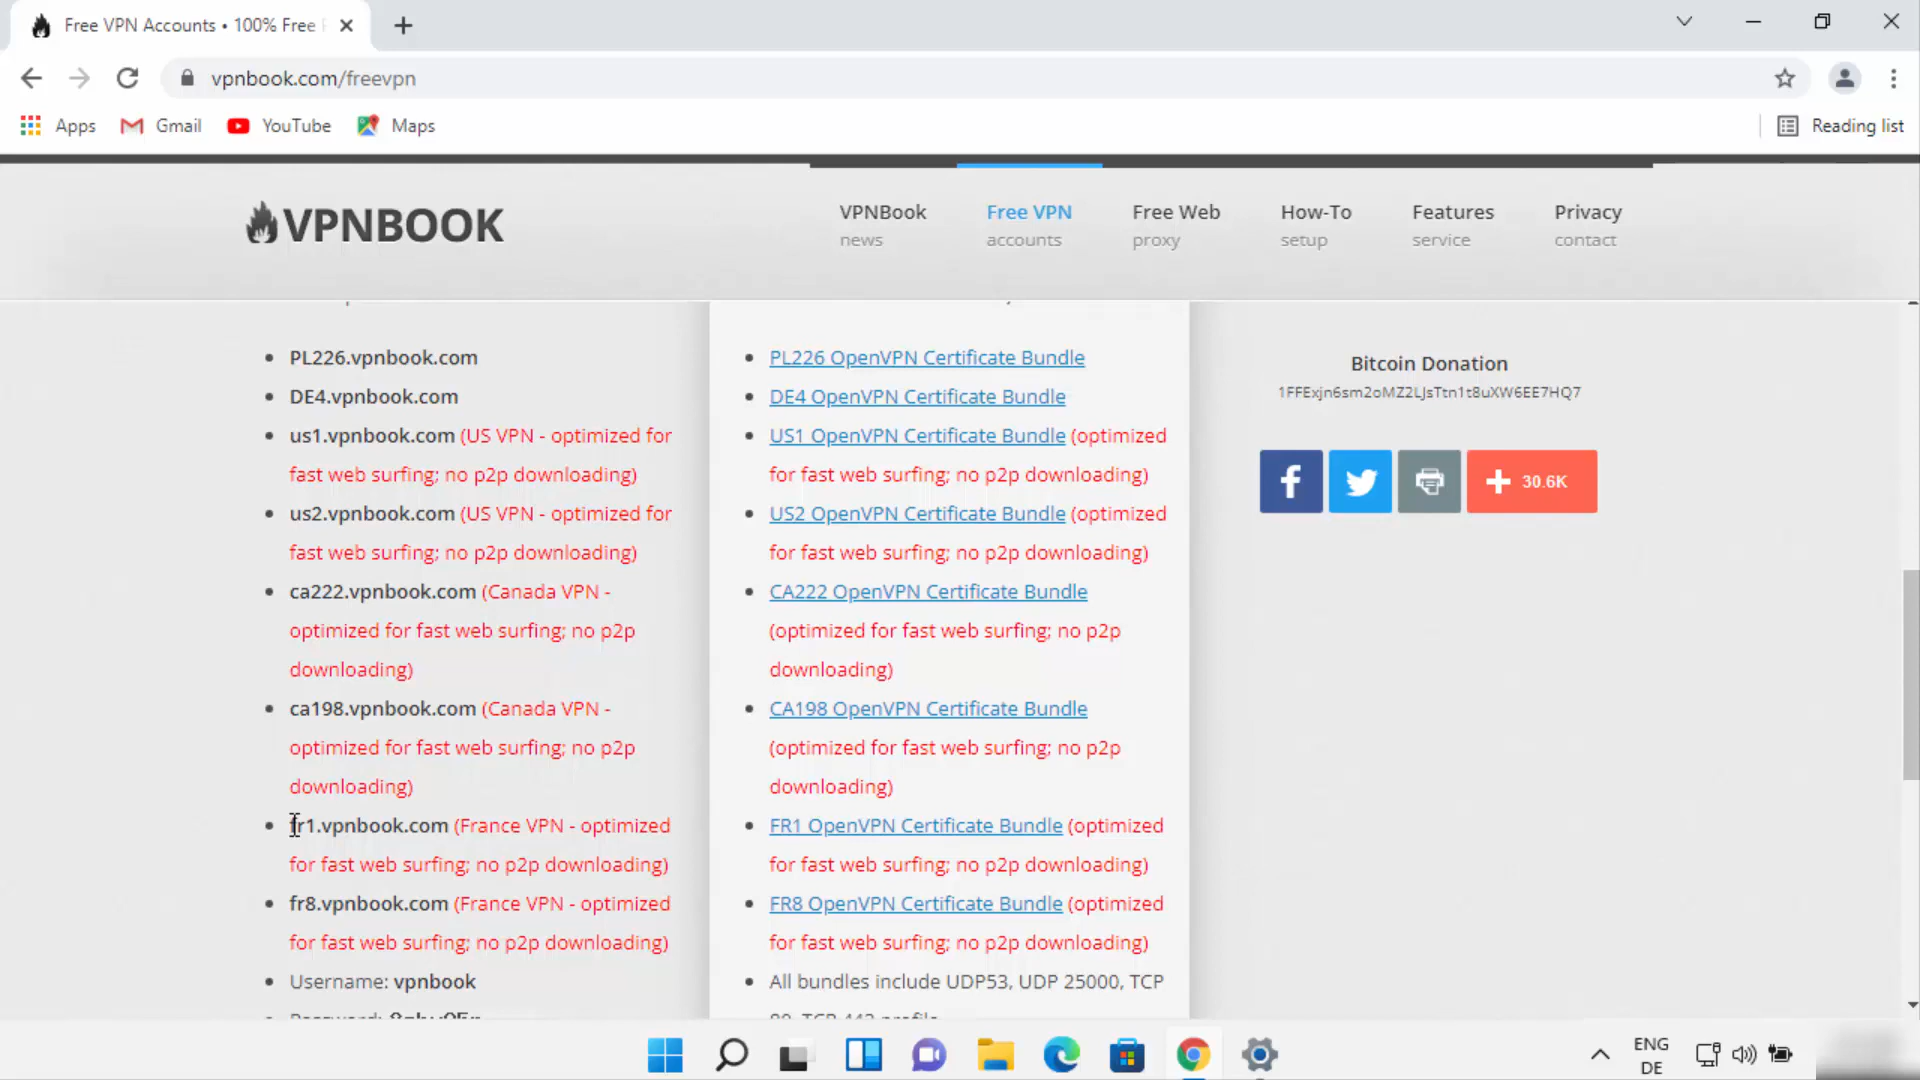 Free VPN Accounts • 100% Free
vpnbook.com/freevpn
Apps
Gmail
YouTube
Maps
Reading list
VPNBOOK
VPNBook
news
Free VPN
accounts
Free Web
proxy
How-To
setup
Features
service
Privacy
contact
PL226.vpnbook.com
DE4.vpnbook.com
us1.vpnbook.com (US VPN - optimized for
fast web surfing; no p2p downloading)
us2.vpnbook.com (US VPN - optimized for
fast web surfing; no p2p downloading)
ca222.vpnbook.com (Canada VPN -
optimized for fast web surfing; no p2p
downloading)
ca198.vpnbook.com (Canada VPN -
optimized for fast web surfing; no p2p
downloading)
fr1.vpnbook.com (France VPN - optimized
for fast web surfing; no p2p downloading)
fr8.vpnbook.com (France VPN - optimized
for fast web surfing; no p2p downloading)
Username: vpnbook
Password:
PL226 OpenVPN Certificate Bundle
DE4 OpenVPN Certificate Bundle
US1 OpenVPN Certificate Bundle (optimized
for fast web surfing; no p2p downloading)
US2 OpenVPN Certificate Bundle (optimized
for fast web surfing; no p2p downloading)
CA222 OpenVPN Certificate Bundle
(optimized for fast web surfing; no p2p
downloading)
CA198 OpenVPN Certificate Bundle
(optimized for fast web surfing; no p2p
downloading)
FR1 OpenVPN Certificate Bundle (optimized
for fast web surfing; no p2p downloading)
FR8 OpenVPN Certificate Bundle (optimized
for fast web surfing; no p2p downloading)
All bundles include UDP53, UDP 25000, TCP
80, TCP 443 profile
Bitcoin Donation
1FFExjn6sm2oMZ2LJsTtn1t8uXW6EE7HQ7
30.6K
ENG
DE